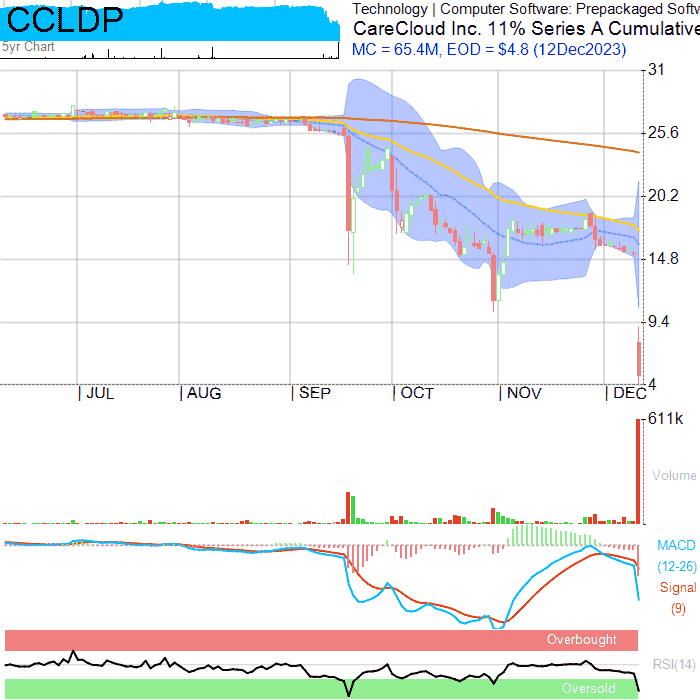 CCLDP
5yr Chart
Technology | Computer Software: Prepackaged Softw
CareCloud Inc. 11% Series A Cumulative
MC = 65.4M, EOD = $4.8 (12Dec2023)
31
25.6
20.2
14.8
9.4
4
JUL
AUG
SEP
OCT
NOV
DEC
611k
Volume
MACD
(12-26)
Signal
(9)
Overbought
RSI(14)
Oversold